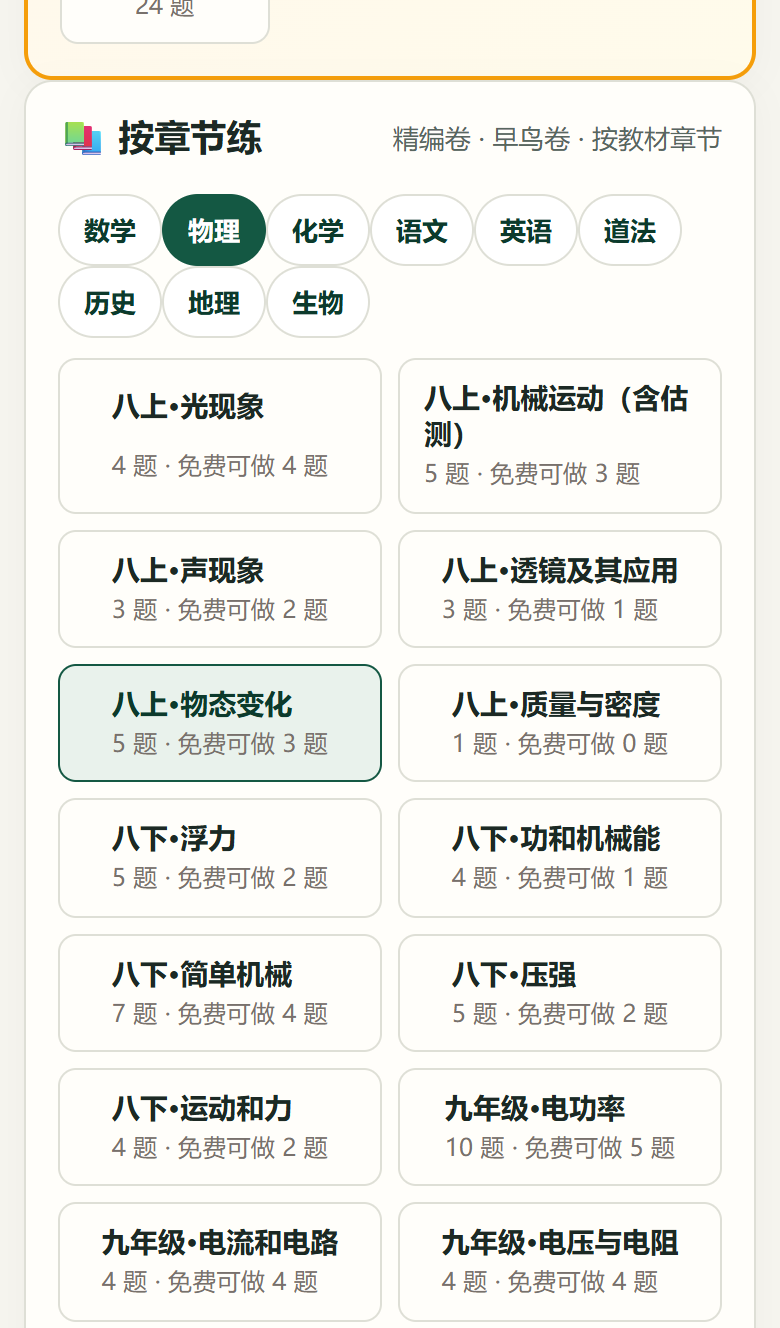 24 题
按章节练
精编卷 · 早鸟卷 · 按教材章节
数学 物理 化学 语文 英语 道法
历史 地理 生物
八上•光现象
4 题 · 免费可做 4 题
八上•机械运动（含估
测）
5 题 · 免费可做 3 题
八上•声现象
3 题 · 免费可做 2 题
八上•透镜及其应用
3 题 · 免费可做 1 题
八上•物态变化
5 题 · 免费可做 3 题
八上•质量与密度
1 题 · 免费可做 0 题
八下•浮力
5 题 · 免费可做 2 题
八下•功和机械能
4 题 · 免费可做 1 题
八下•简单机械
7 题 · 免费可做 4 题
八下•压强
5 题 · 免费可做 2 题
八下•运动和力
4 题 · 免费可做 2 题
九年级•电功率
10 题 · 免费可做 5 题
九年级•电流和电路
4 题 · 免费可做 4 题
九年级•电压与电阻
4 题 · 免费可做 4 题